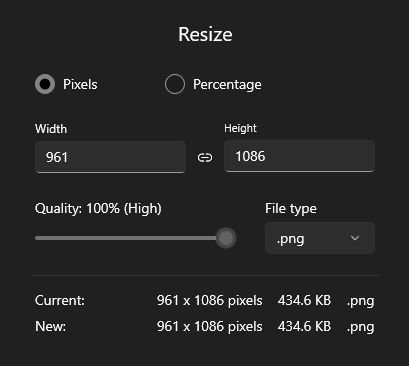 Resize
Pixels Percentage
Width Height
961 1086
Quality: 100% (High) File type
.png
Current: 961 x 1086 pixels 434.6 KB .png
New: 961 x 1086 pixels 434.6 KB .png